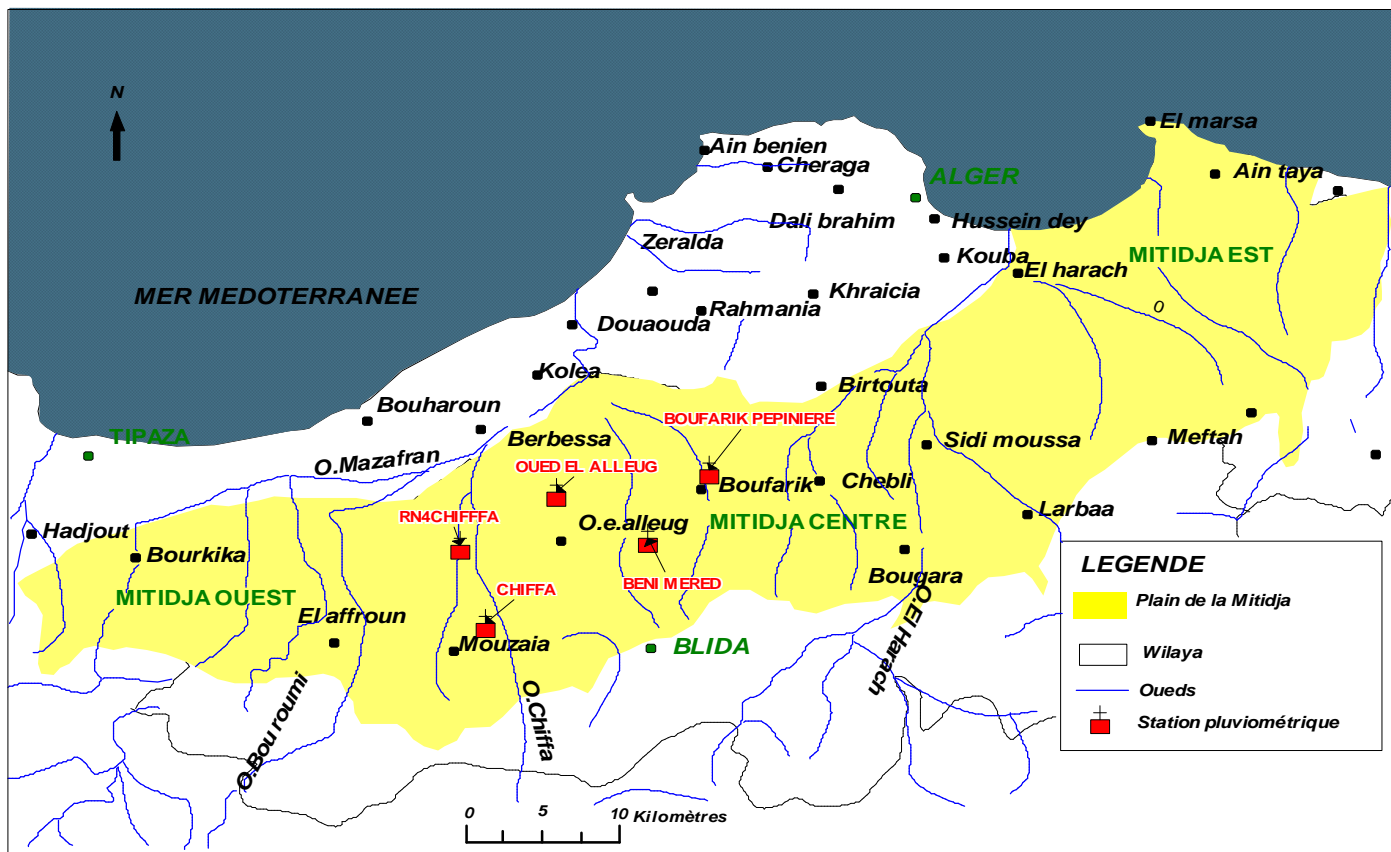 N
El marsa
Ain benien
Cheraga
Ain taya
ALGER
Dali brahim
Hussein dey
Zeralda
Kouba
MITIDJA EST
El harach
MER MEDOTERRANEE
Khraicia
Rahmania
O
Douaouda
Kolea
Birtouta
Bouharoun
BOUFARIK PEPINIERE
TIPAZA
Berbessa
Sidi moussa
Meftah
O.Mazafran
OUED EL ALLEUG
Boufarik
Chebli
RN4CHIFFFA
O.e.alleug
MITIDJA CENTRE
Larbaa
Hadjout
Bourkika
Bougara
BENI MERED
CHIFFA
MITIDJA OUEST
El affroun
Mouzaia
BLIDA
O.El Harach
O.Bou roumi
O.Chiffa
LEGENDE
Plain de la Mitidja
Wilaya
Oueds
Station pluviométrique
0 5 10 Kilomètres